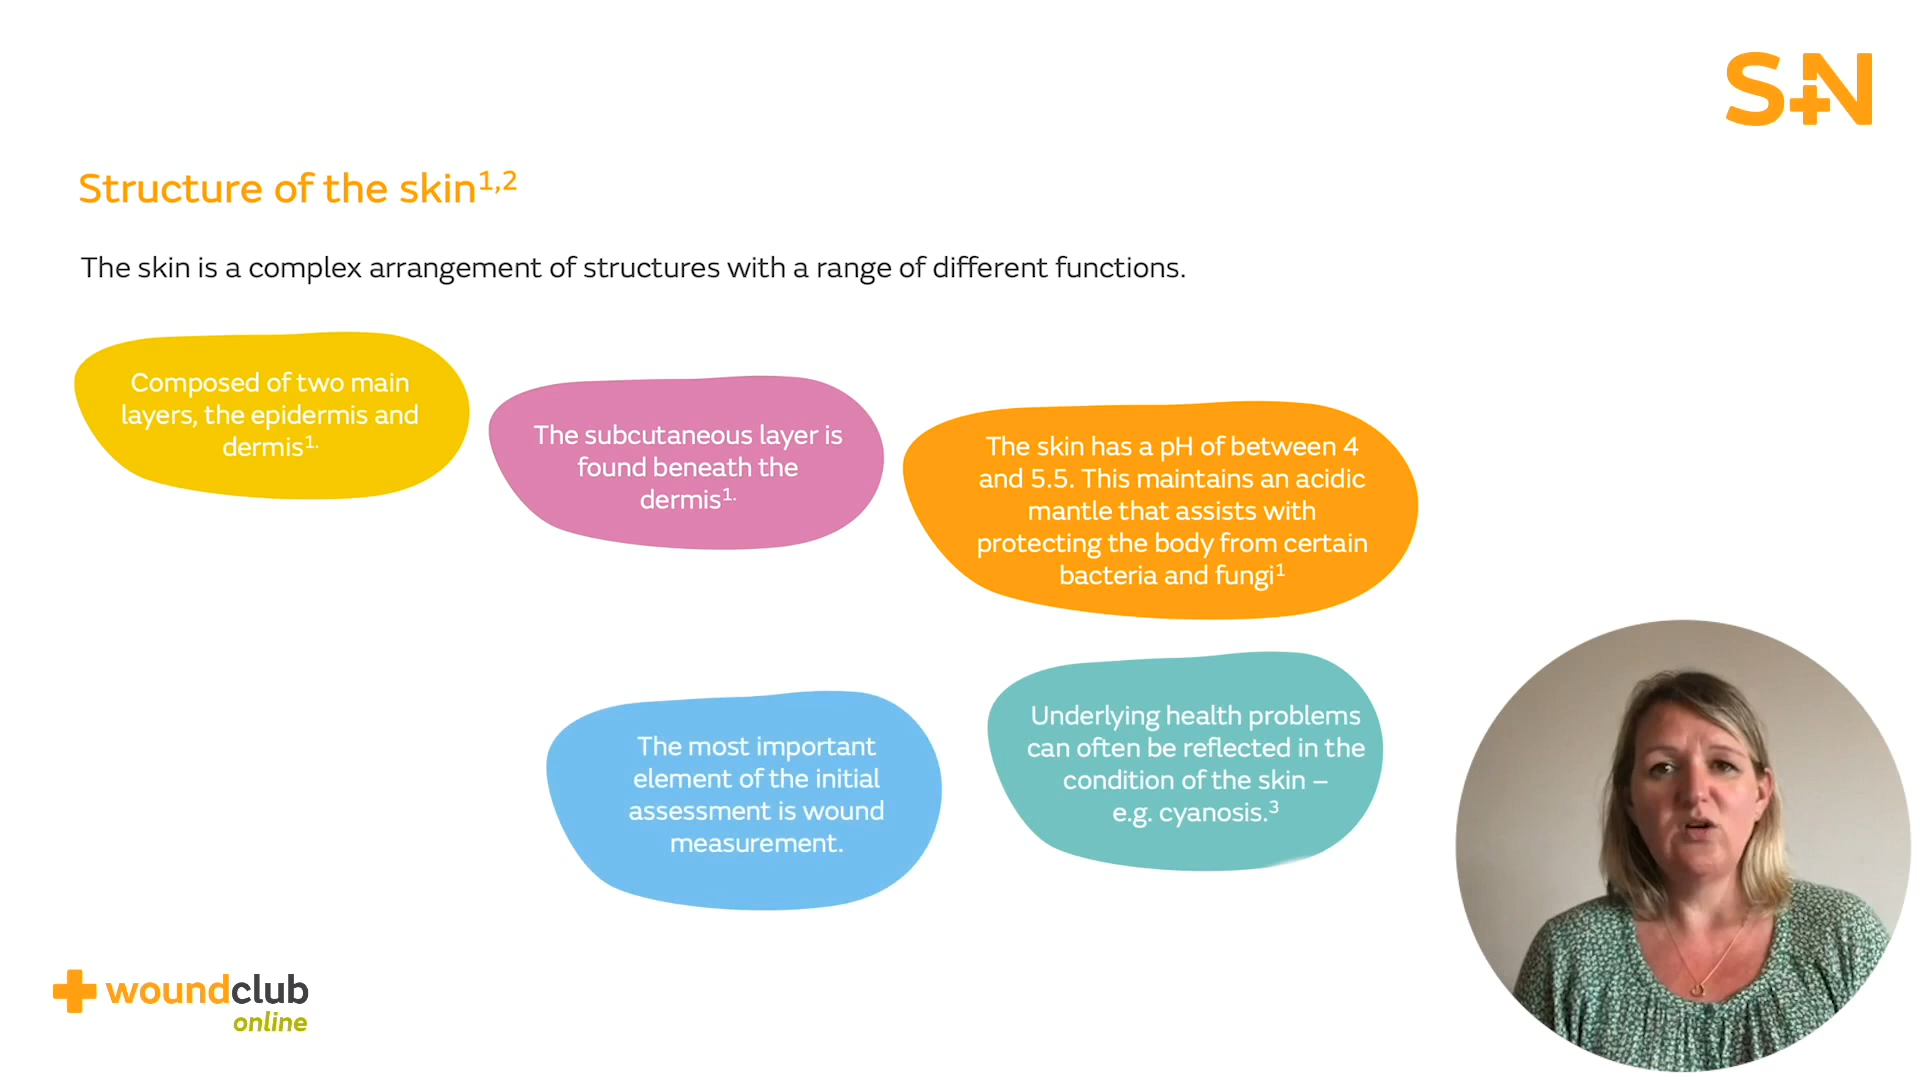 S+N
Structure of the skin1,2
The skin is a complex arrangement of structures with a range of different functions.
Composed of two main
layers, the epidermis and
dermis1.
The subcutaneous layer is
found beneath the
dermis1.
The skin has a pH of between 4
and 5.5. This maintains an acidic
mantle that assists with
protecting the body from certain
bacteria and fungi1
The most important
element of the initial
assessment is wound
measurement.
Underlying health problems
can often be reflected in the
condition of the skin –
e.g. cyanosis.3
woundclub
online